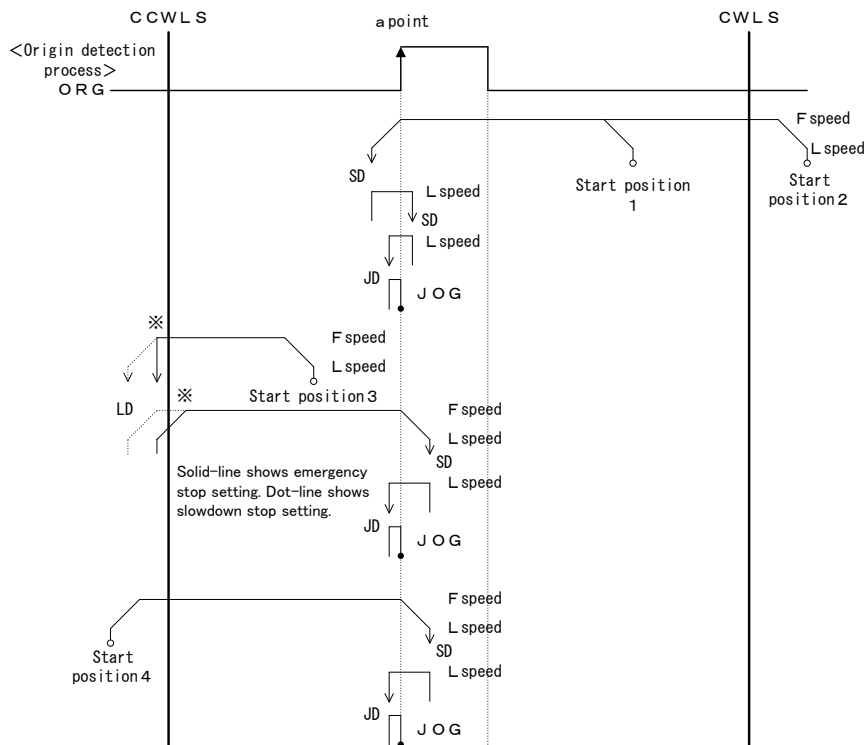 CCWLS
a point
CWLS
<Origin detection
process>
ORG
F speed
L speed
SD
Start position
1
Start
position 2
L speed
SD
L speed
JD
JOG
※
F speed
L speed
Start position 3
※
LD
F speed
L speed
SD
Solid-line shows emergency
stop setting. Dot-line shows
slowdown stop setting.
L speed
JD
JOG
F speed
L speed
SD
Start
position 4
L speed
JD
JOG